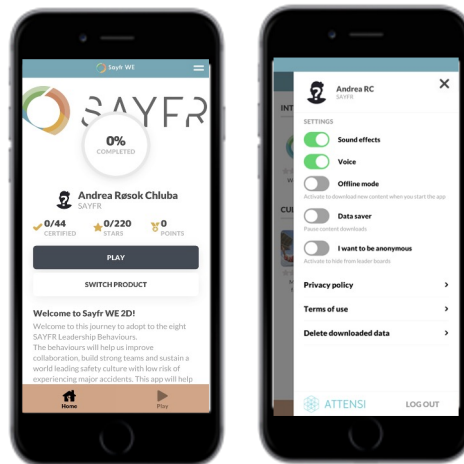 Sayfr WE
SAYFR
0%
COMPLETED
Andrea Røsok Chluba
SAYFR
0/44
CERTIFIED
0/220
STARS
0
POINTS
PLAY
SWITCH PRODUCT
Welcome to Sayfr WE 2D!
Welcome to this journey to adopt to the eight
SAYFR Leadership Behaviours.
The behaviours will help us improve
collaboration, build strong teams and sustain a
world leading safety culture with low risk of
experiencing major accidents. This app will help
Home
Play
INT
CUL
Andrea RC
SAYFR
SETTINGS
Sound effects
Voice
Offline mode
Activate to download new content when you start the app
Data saver
Pause content downloads
I want to be anonymous
Activate to hide from leader boards
Privacy policy
Terms of use
Delete downloaded data
ATTENSI
LOG OUT